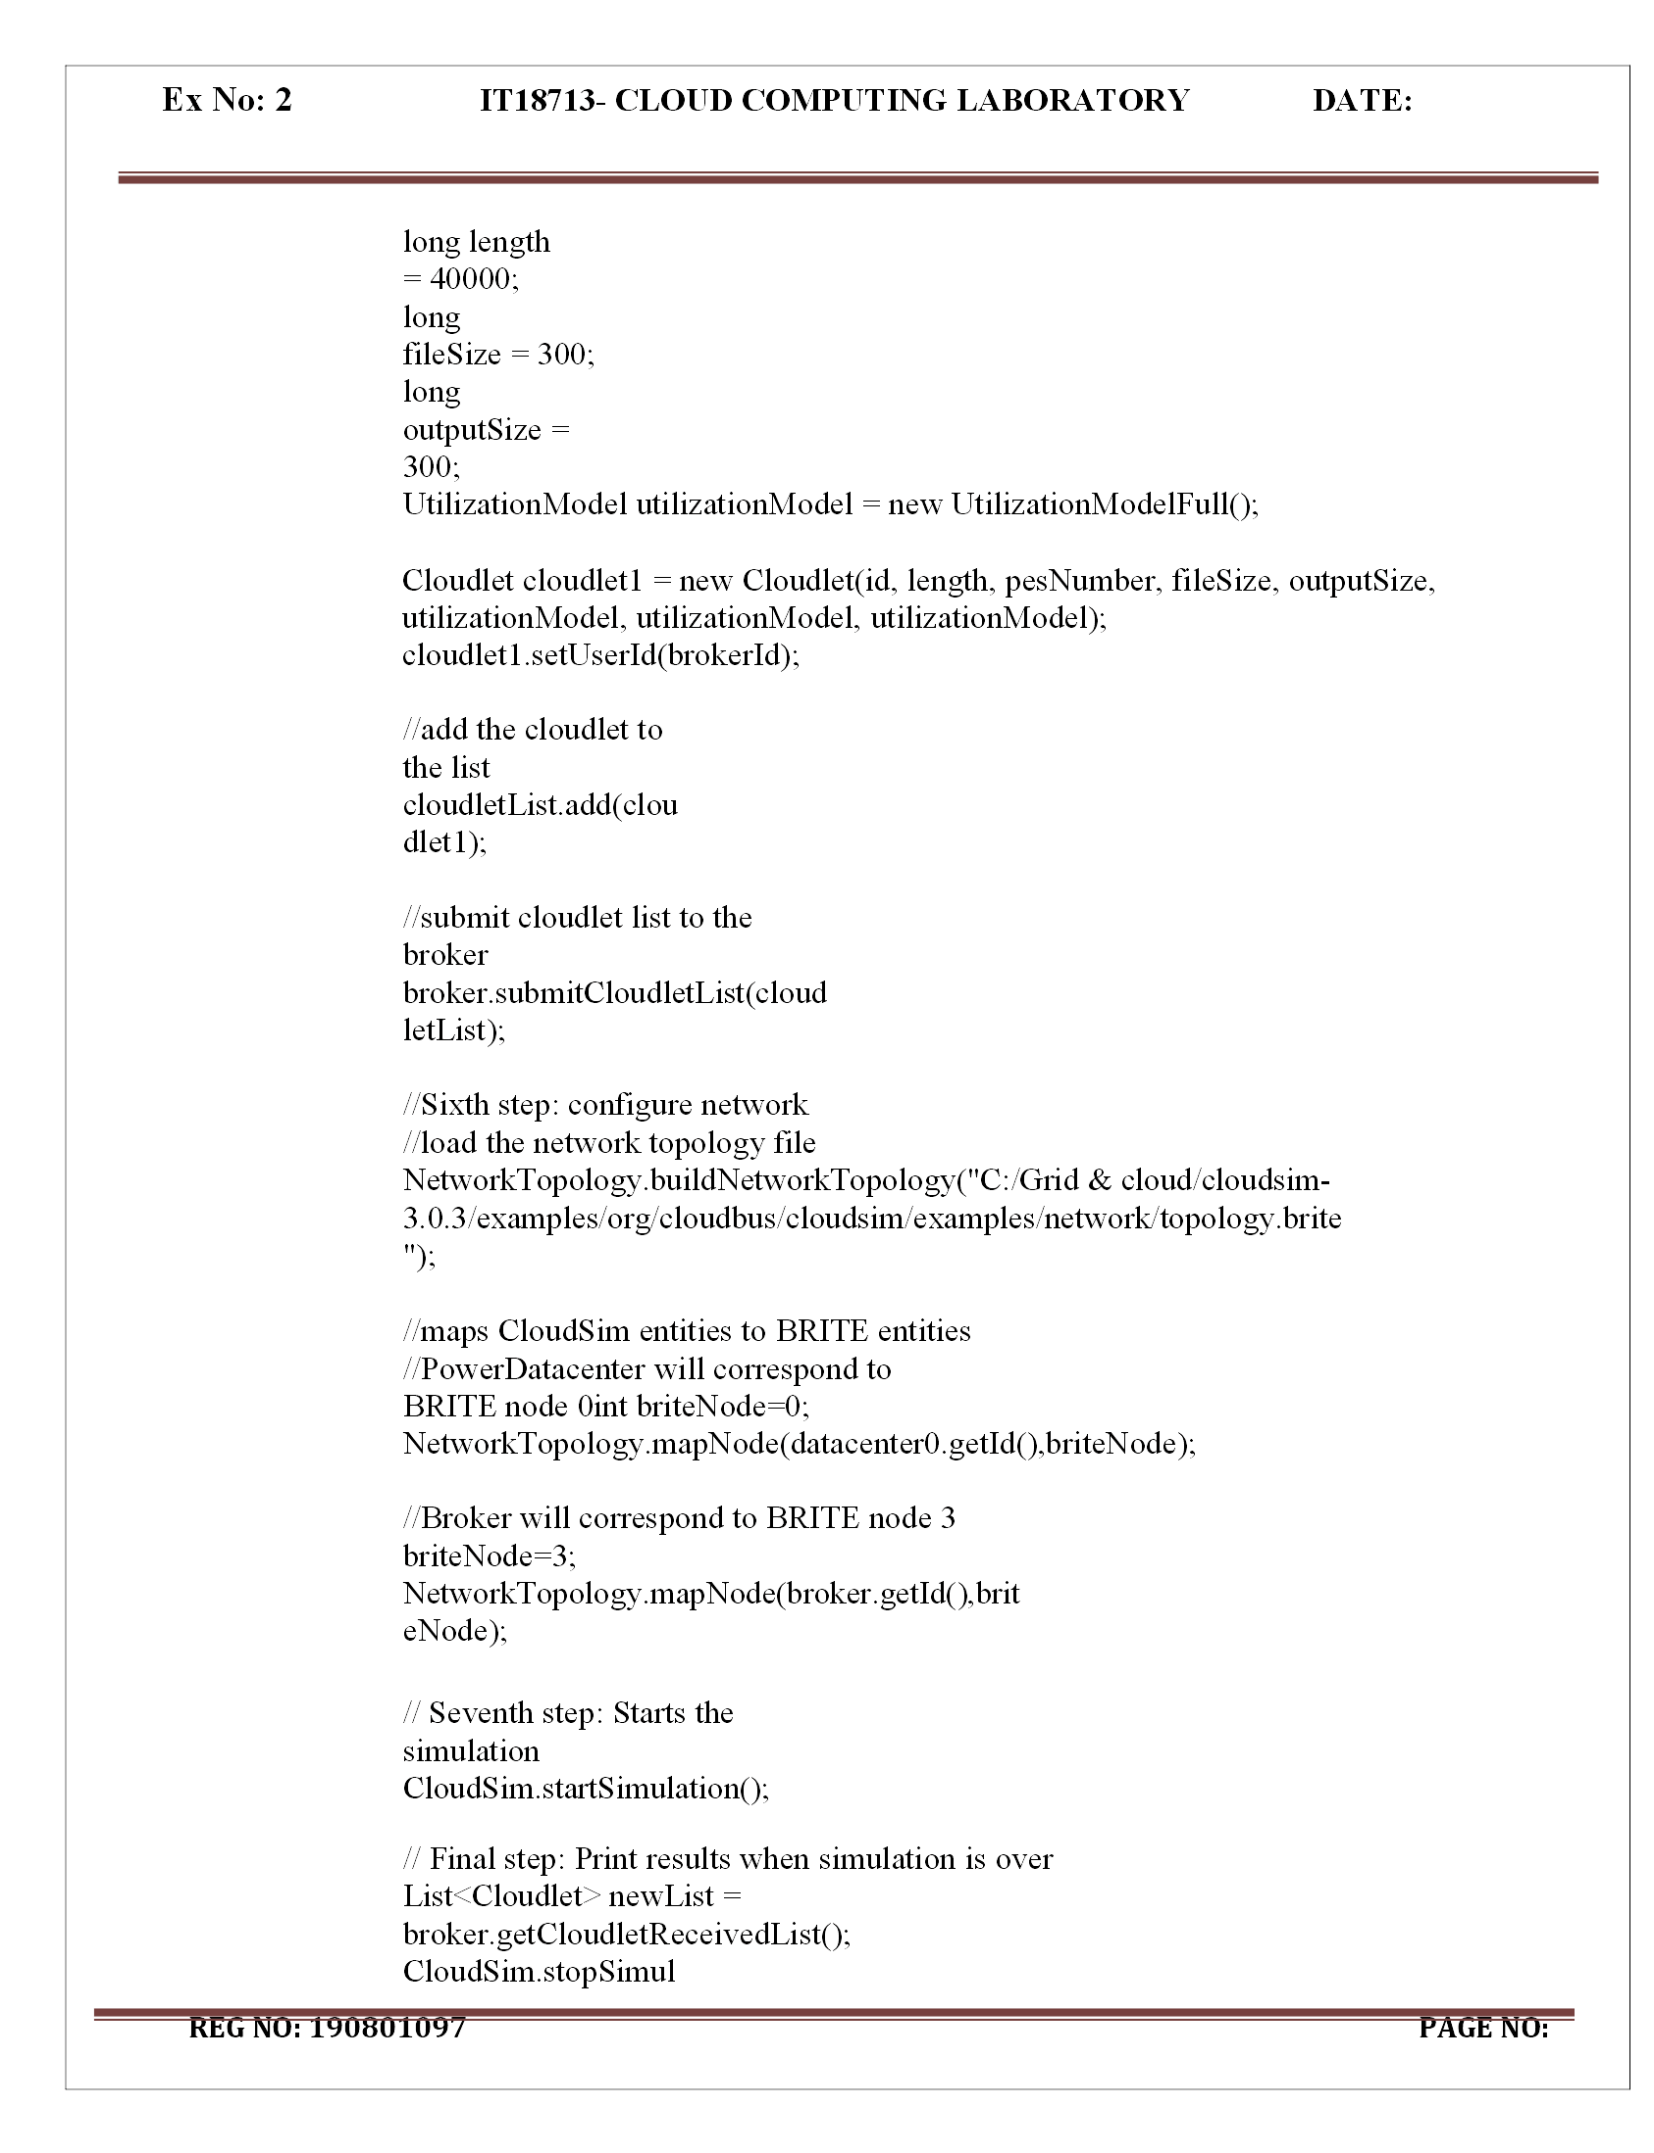 Ex No: 2 IT18713- CLOUD COMPUTING LABORATORY DATE:
long length
= 40000;
long
fileSize = 300;
long
outputSize =
300;
UtilizationModel utilizationModel = new UtilizationModelFull();
Cloudlet cloudlet1 = new Cloudlet(id, length, pesNumber, fileSize, outputSize,
utilizationModel, utilizationModel, utilizationModel);
cloudlet1.setUserId(brokerId);
//add the cloudlet to
the list
cloudletList.add(clou
dlet1);
//submit cloudlet list to the
broker
broker.submitCloudletList(cloud
letList);
//Sixth step: configure network
//load the network topology file
NetworkTopology.buildNetworkTopology("C:/Grid & cloud/cloudsim-
3.0.3/examples/org/cloudbus/cloudsim/examples/network/topology.brite
");
//maps CloudSim entities to BRITE entities
//PowerDatacenter will correspond to
BRITE node 0int briteNode=0;
NetworkTopology.mapNode(datacenter0.getId(),briteNode);
//Broker will correspond to BRITE node 3
briteNode=3;
NetworkTopology.mapNode(broker.getId(),brit
eNode);
// Seventh step: Starts the
simulation
CloudSim.startSimulation();
// Final step: Print results when simulation is over
List<Cloudlet> newList =
broker.getCloudletReceivedList();
CloudSim.stopSimul
REG NO: 190801097 PAGE NO: